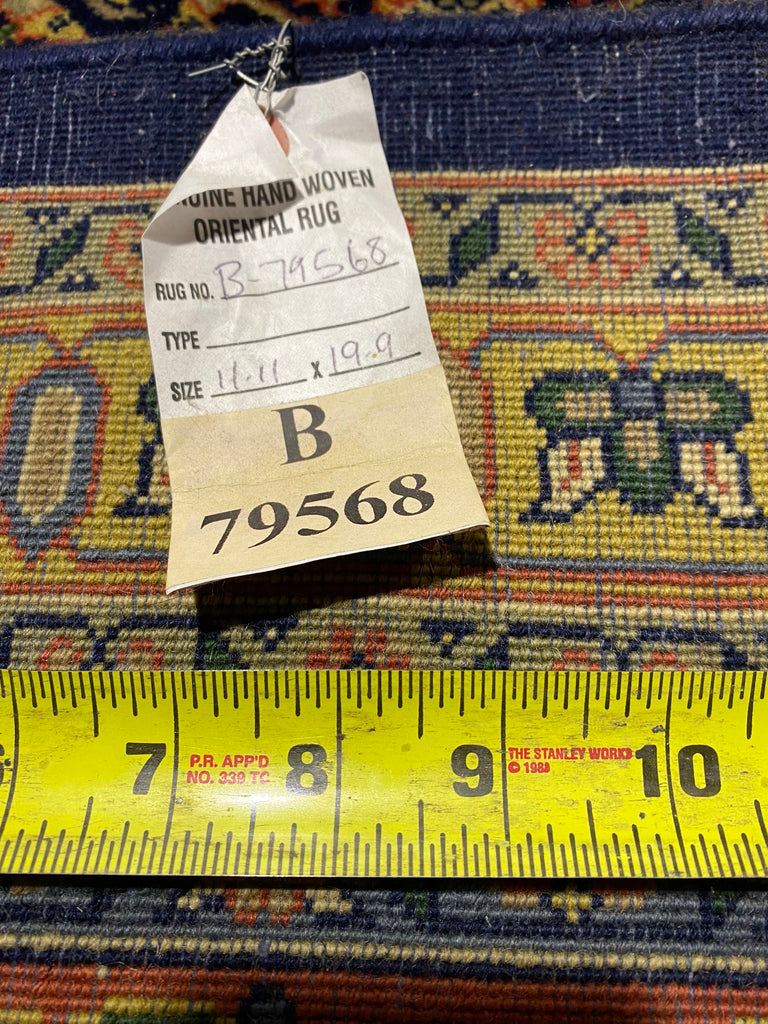 HAND WOVEN
ORIENTAL RUG
RUG NO. B-79568
TYPE
SIZE 11-11 X 19-9
B
79568
7 P.R. APP'D 8 9 THE STANLEY WORKS 10
NO. 339 TC © 1988